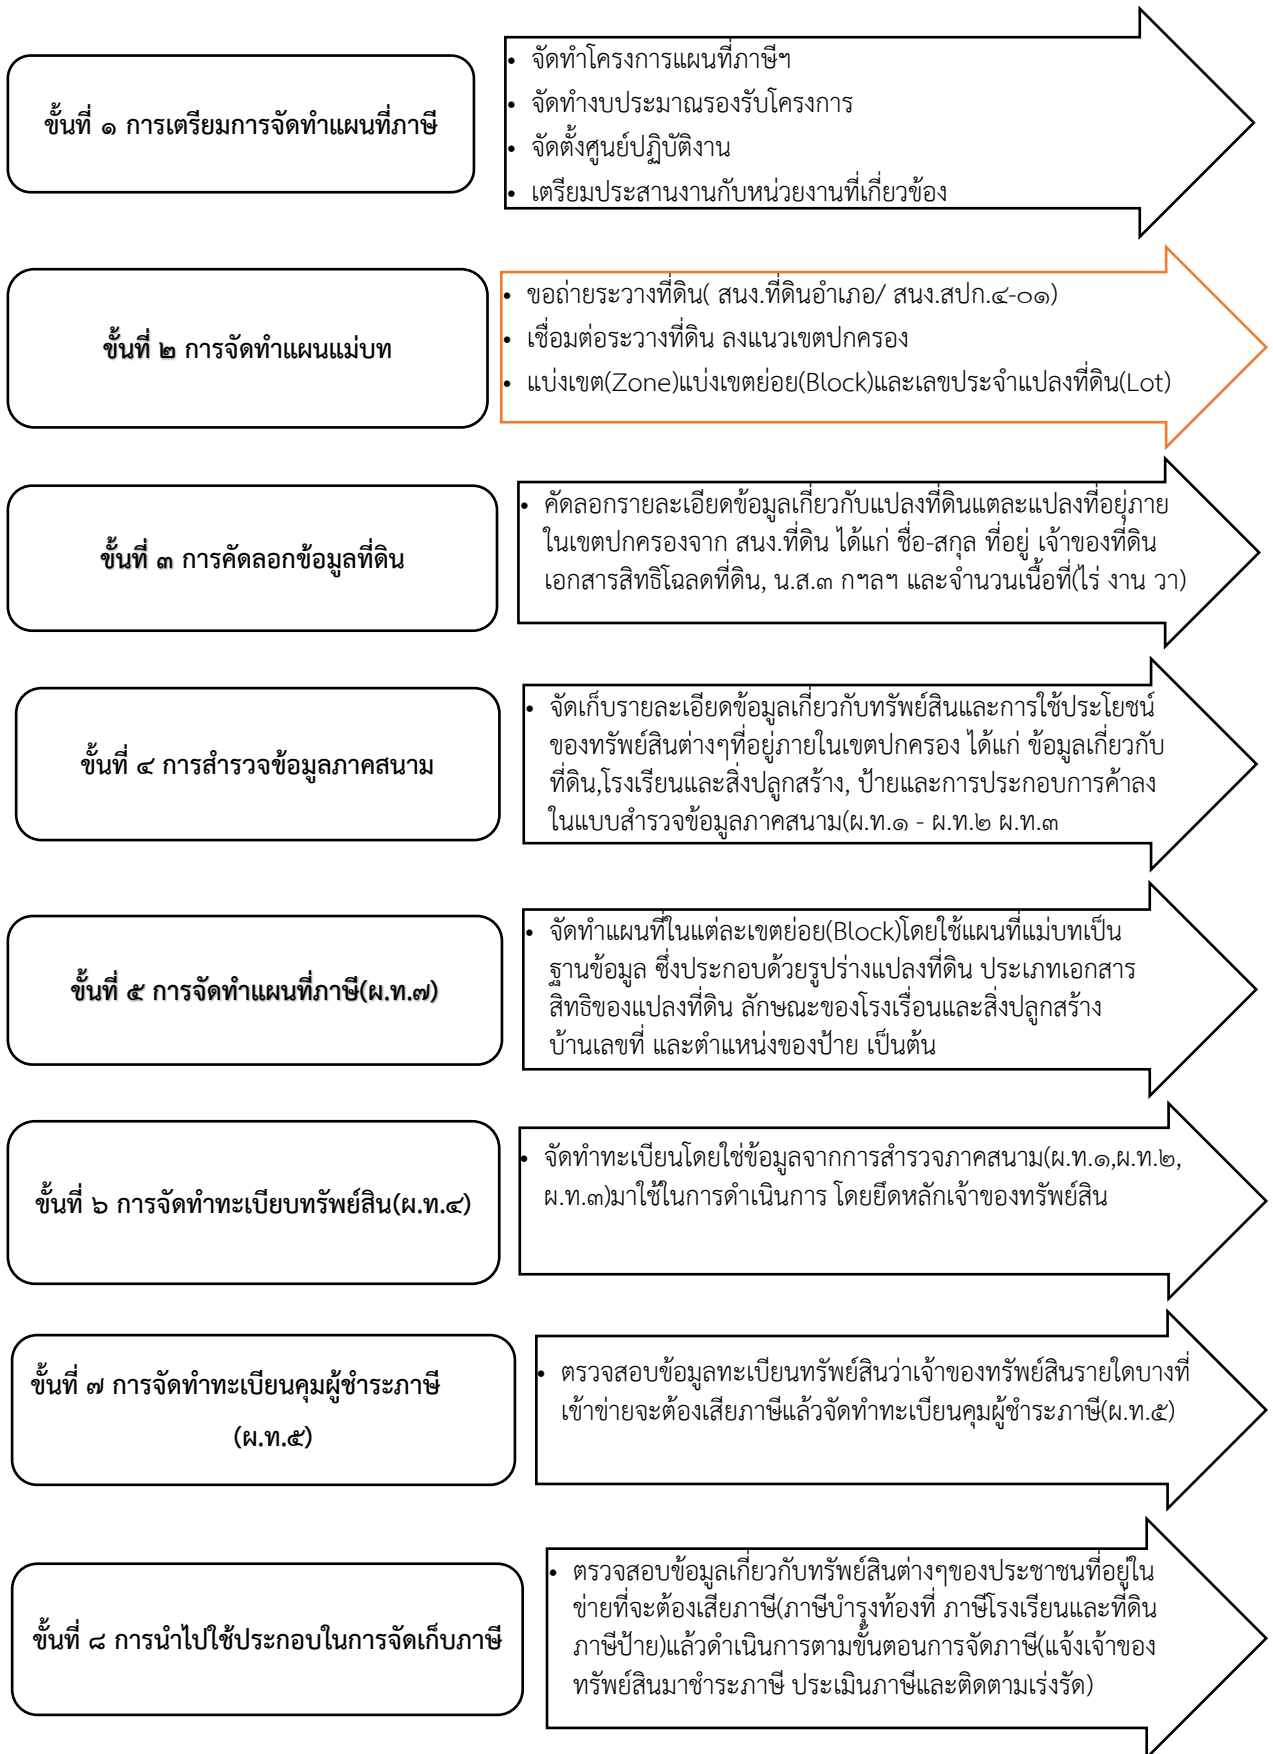 ขั้นที่ ๑ การเตรียมการจัดทำแผนที่ภาษี
• จัดทำโครงการแผนที่ภาษีฯ
• จัดทำงบประมาณรองรับโครงการ
• จัดตั้งศูนย์ปฏิบัติงาน
• เตรียมประสานงานกับหน่วยงานที่เกี่ยวข้อง
ขั้นที่ ๒ การจัดทำแผนแม่บท
• ขอถ่ายระวางที่ดิน( สนง.ที่ดินอำเภอ/ สนง.สปก.๔-๐๑)
• เชื่อมต่อระวางที่ดิน ลงแนวเขตปกครอง
• แบ่งเขต(Zone)แบ่งเขตย่อย(Block)และเลขประจำแปลงที่ดิน(Lot)
ขั้นที่ ๓ การคัดลอกข้อมูลที่ดิน
• คัดลอกรายละเอียดข้อมูลเกี่ยวกับแปลงที่ดินแตละแปลงที่อยู่ภาย
ในเขตปกครองจาก สนง.ที่ดิน ได้แก่ ชื่อ-สกุล ที่อยู่ เจ้าของที่ดิน
เอกสารสิทธิโฉลดที่ดิน, น.ส.๓ กฯลฯ และจำนวนเนื้อที่(ไร่ งาน วา)
ขั้นที่ ๔ การสำรวจข้อมูลภาคสนาม
• จัดเก็บรายละเอียดข้อมูลเกี่ยวกับทรัพย์สินและการใช้ประโยชน์
ของทรัพย์สินต่างๆที่อยู่ภายในเขตปกครอง ได้แก่ ข้อมูลเกี่ยวกับ
ที่ดิน,โรงเรียนและสิ่งปลูกสร้าง, ป้ายและการประกอบการค้าลง
ในแบบสำรวจข้อมูลภาคสนาม(ผ.ท.๑ - ผ.ท.๒ ผ.ท.๓
ขั้นที่ ๕ การจัดทำแผนที่ภาษี(ผ.ท.๗)
• จัดทำแผนที่ในแต่ละเขตย่อย(Block)โดยใช้แผนที่แม่บทเป็น
ฐานข้อมูล ซึ่งประกอบด้วยรูปร่างแปลงที่ดิน ประเภทเอกสาร
สิทธิของแปลงที่ดิน ลักษณะของโรงเรื่อนและสิ่งปลูกสร้าง
บ้านเลขที่ และตำแหน่งของป้าย เป็นต้น
ขั้นที่ ๖ การจัดทำทะเบียบทรัพย์สิน(ผ.ท.๔)
• จัดทำทะเบียนโดยใช่ข้อมูลจากการสำรวจภาคสนาม(ผ.ท.๑,ผ.ท.๒,
ผ.ท.๓)มาใช้ในการดำเนินการ โดยยึดหลักเจ้าของทรัพย์สิน
ขั้นที่ ๗ การจัดทำทะเบียนคุมผู้ชำระภาษี
(ผ.ท.๕)
• ตรวจสอบข้อมูลทะเบียนทรัพย์สินว่าเจ้าของทรัพย์สินรายใดบางที่
เข้าข่ายจะต้องเสียภาษีแล้วจัดทำทะเบียนคุมผู้ชำระภาษี(ผ.ท.๕)
ขั้นที่ ๘ การนำไปใช้ประกอบในการจัดเก็บภาษี
• ตรวจสอบข้อมูลเกี่ยวกับทรัพย์สินต่างๆของประชาชนที่อยู่ใน
ข่ายที่จะต้องเสียภาษี(ภาษีบำรุงท้องที่ ภาษีโรงเรียนและที่ดิน
ภาษีป้าย)แล้วดำเนินการตามขั้นตอนการจัดภาษี(แจ้งเจ้าของ
ทรัพย์สินมาชำระภาษี ประเมินภาษีและติดตามเร่งรัด)